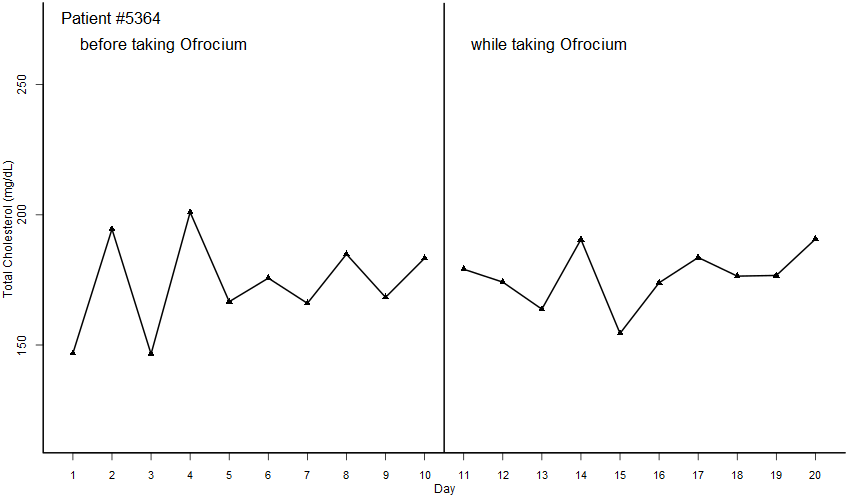 Patient #5364
before taking Ofrocium
while taking Ofrocium
Total Cholesterol (mg/dL)
250
200
150
1 2 3 4 5 6 7 8 9 10 11 12 13 14 15 16 17 18 19 20
Day